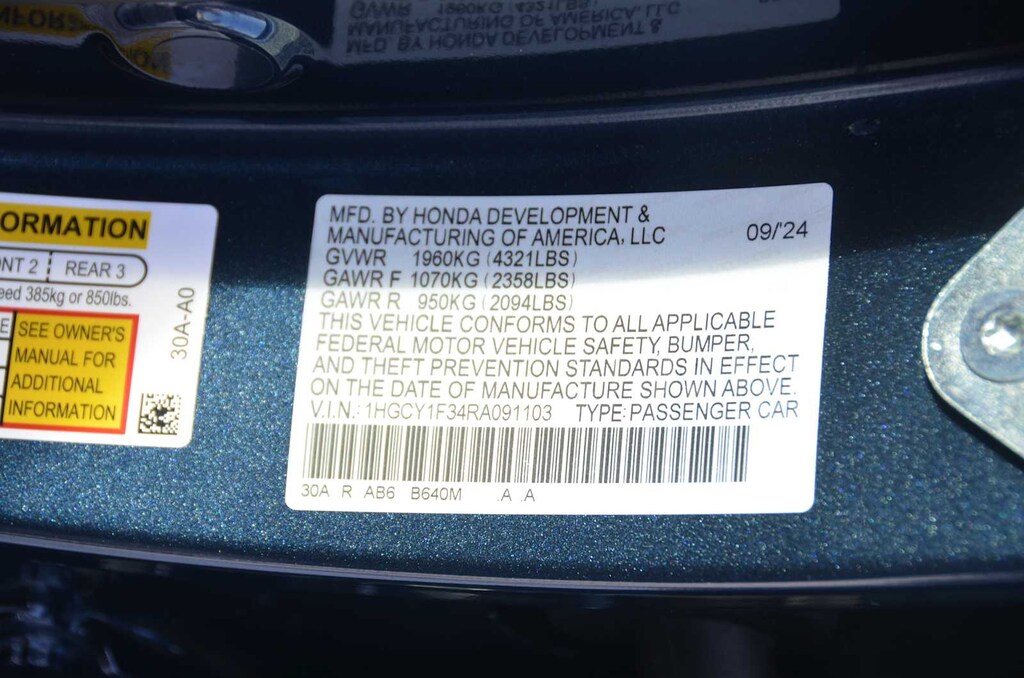 ORMATION
NT 2 REAR 3
eed 385kg or 850lbs.
E
SEE OWNER'S
MANUAL FOR
ADDITIONAL
INFORMATION
30A-A0
MFD. BY HONDA DEVELOPMENT &
MANUFACTURING OF AMERICA, LLC 09/'24
GVWR 1960KG (4321LBS)
GAWR F 1070KG (2358LBS)
GAWR R 950KG (2094LBS)
THIS VEHICLE CONFORMS TO ALL APPLICABLE
FEDERAL MOTOR VEHICLE SAFETY, BUMPER,
AND THEFT PREVENTION STANDARDS IN EFFECT
ON THE DATE OF MANUFACTURE SHOWN ABOVE.
V.I.N.: 1HGCY1F34RA091103 TYPE: PASSENGER CAR
30A R AB6 B640M .A .A